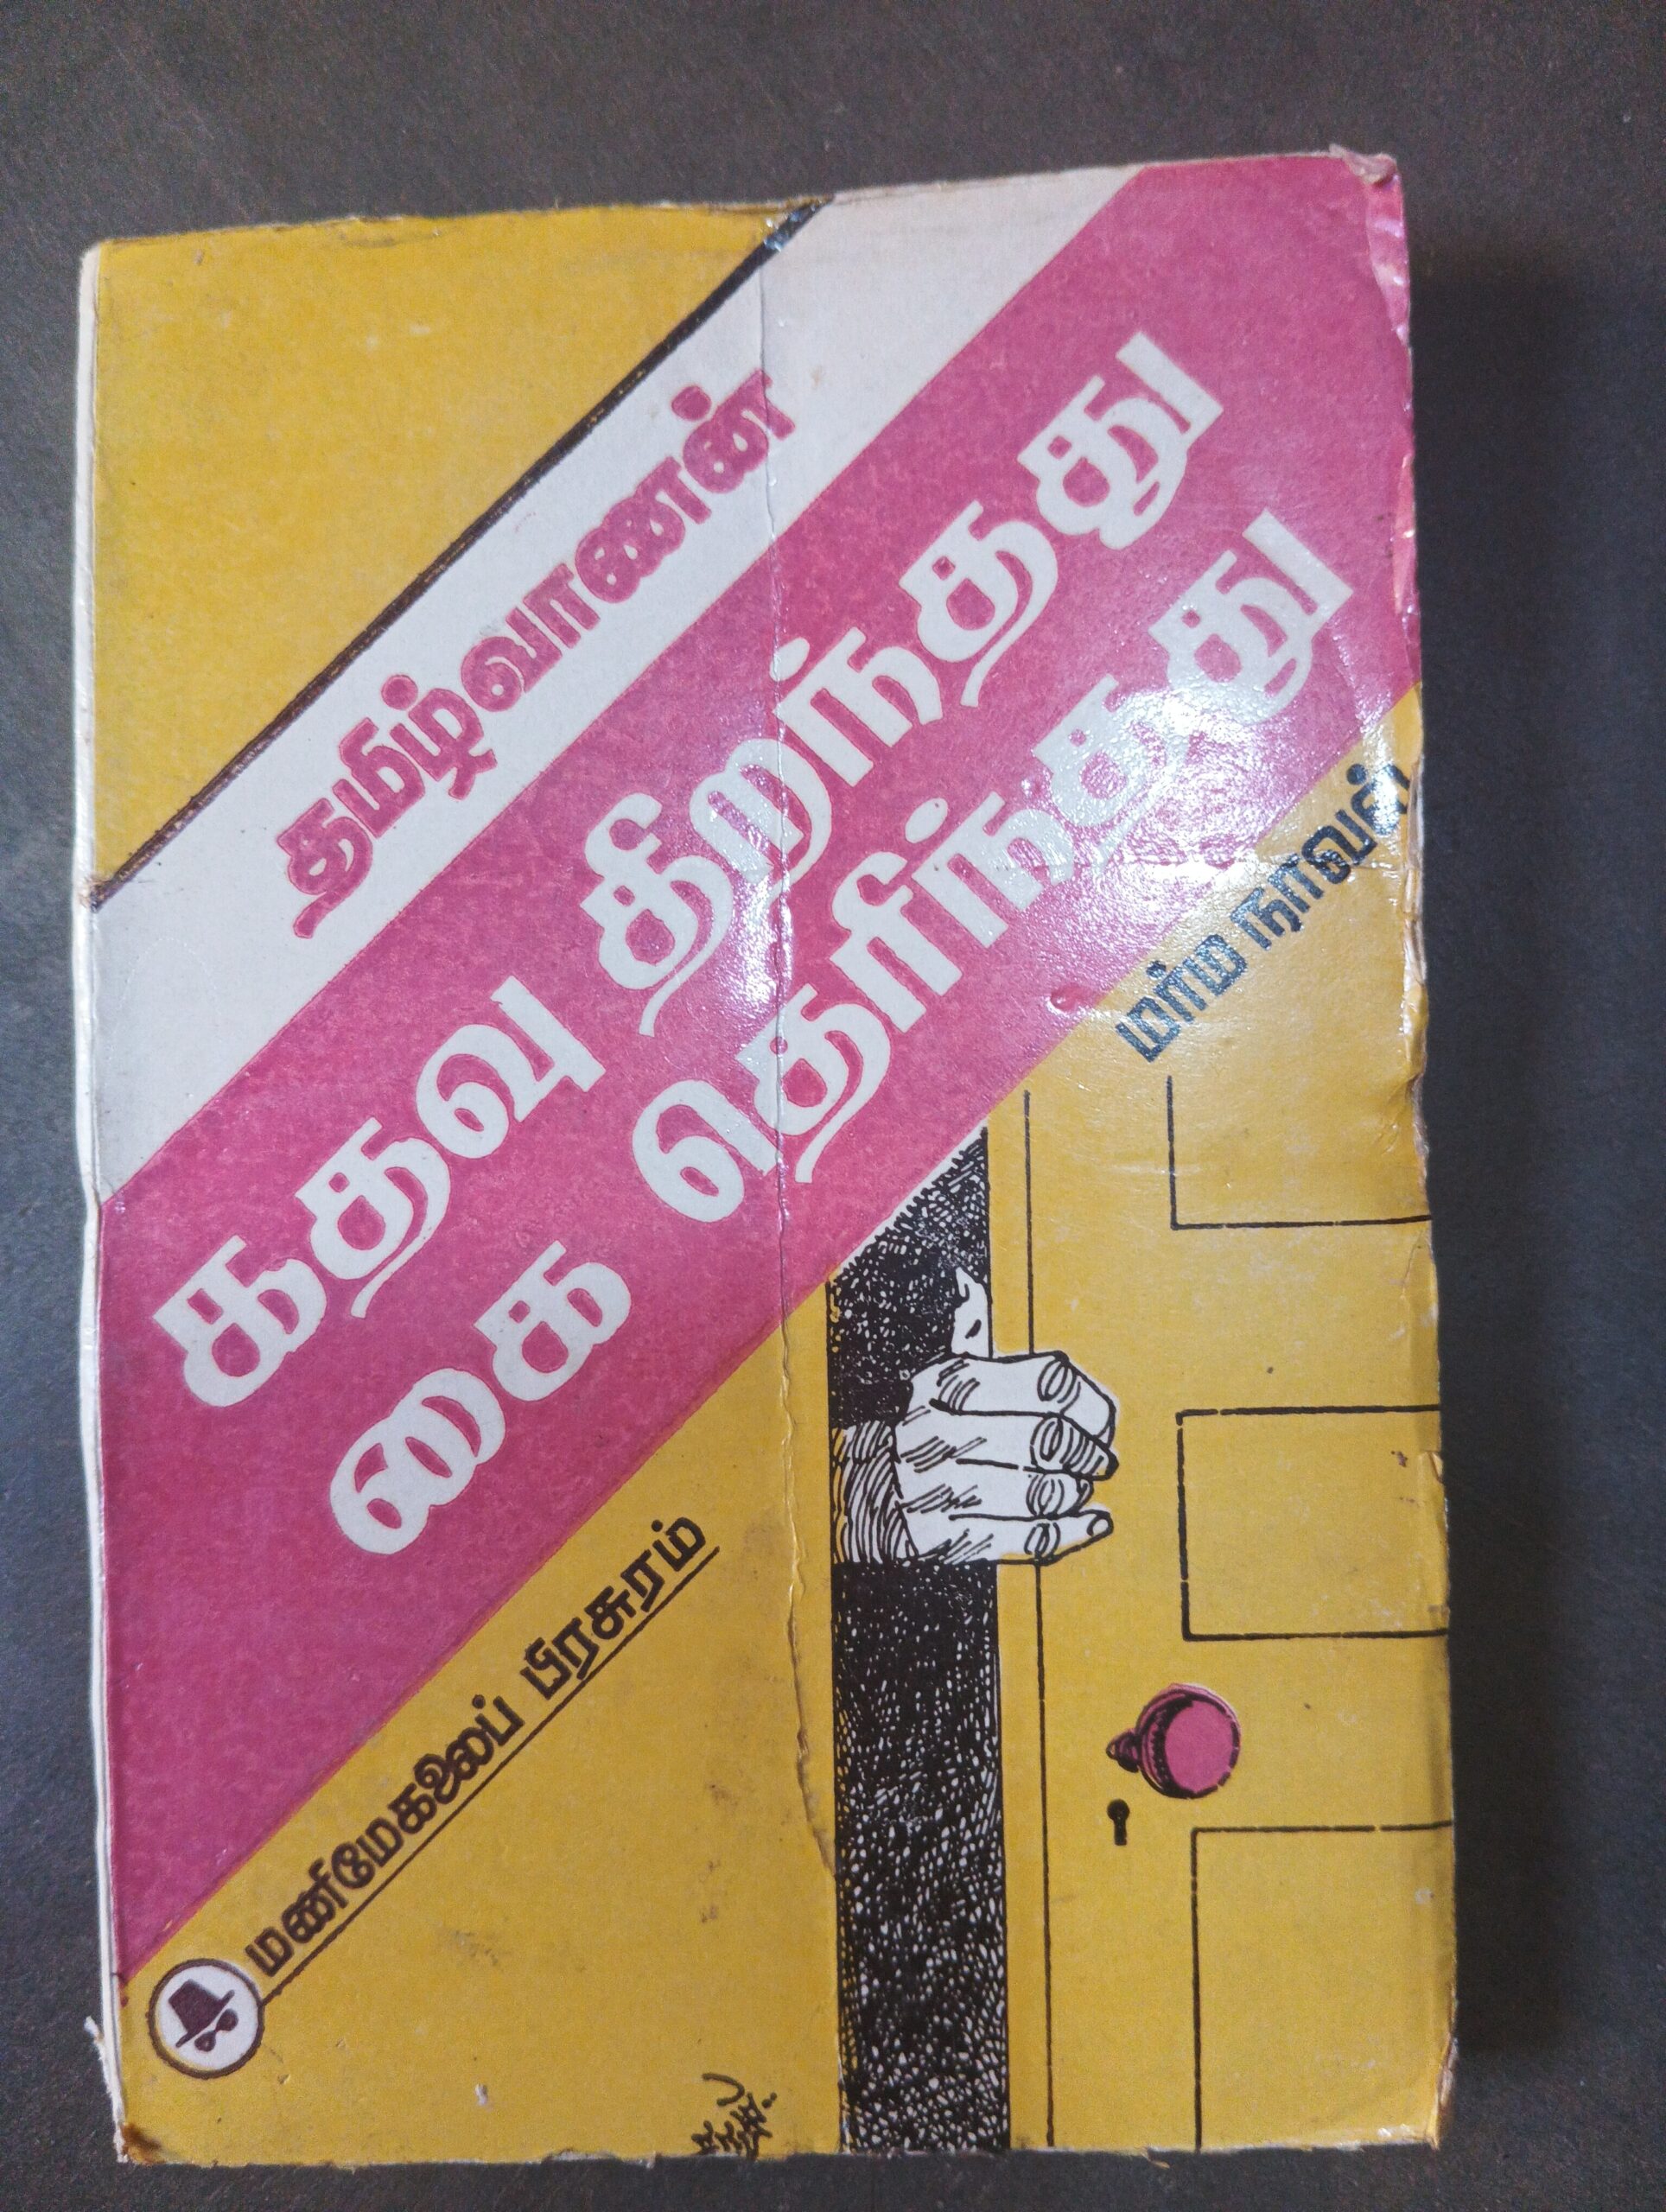 தமிழ்வாணன்
கதவு திறந்தது!
கை தெரிந்தது!
மர்ம நாவல்
மணிமேகலைப் பிரசுரம்